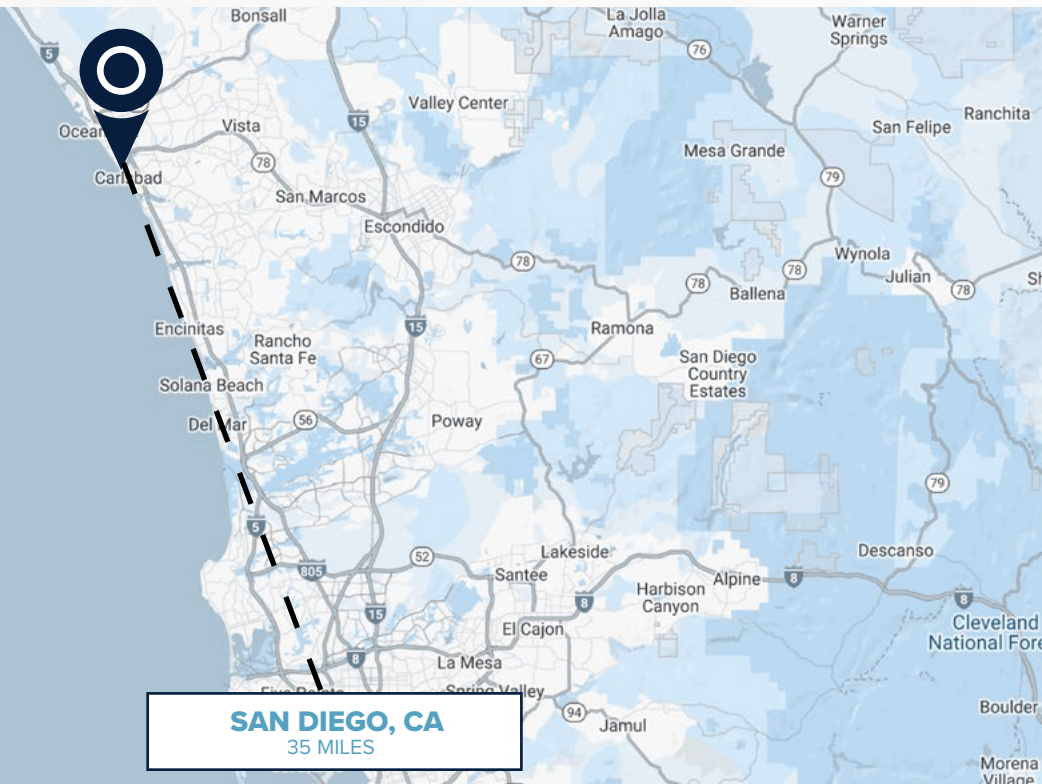 Bonsall
La Jolla
Amago
Warner
Springs
5
76
Valley Center
Ranchita
15
Vista
San Felipe
Mesa Grande
78
Carlsbad
79
San Marcos
Escondido
Wynola
78
78
78
Julian
78
Ballena
15
Encinitas
Ramona
Rancho
Santa Fe
67
San Diego
Country
Estates
Solana Beach
Del Mar
56
Poway
79
5
52
Lakeside
Descanso
805
Santee
Alpine
8
Harbison
Canyon
8
8
15
El Cajon
Cleveland
8
La Mesa
Spring Valley
94
Jamul
Boulder
SAN DIEGO, CA
35 MILES
Morena
Village